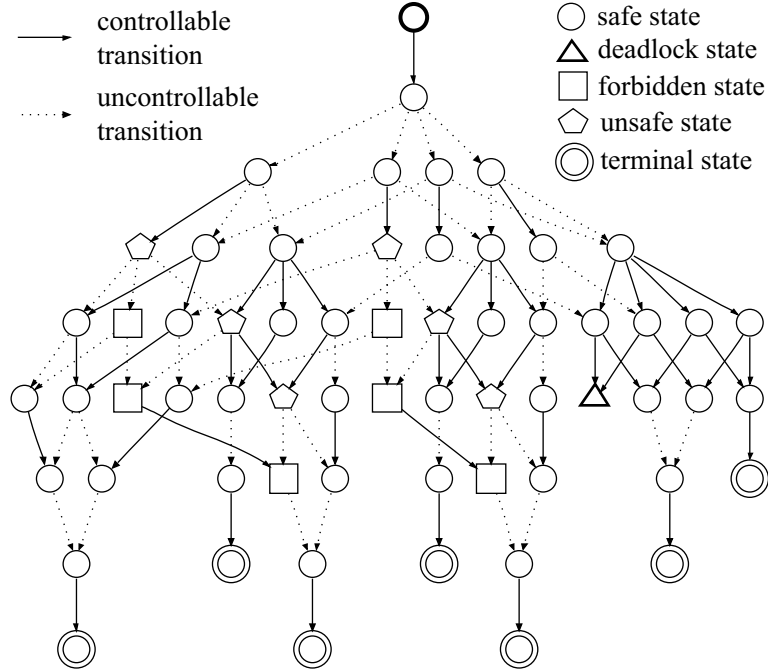 controllable
transition
uncontrollable
transition
safe state
deadlock state
forbidden state
unsafe state
terminal state